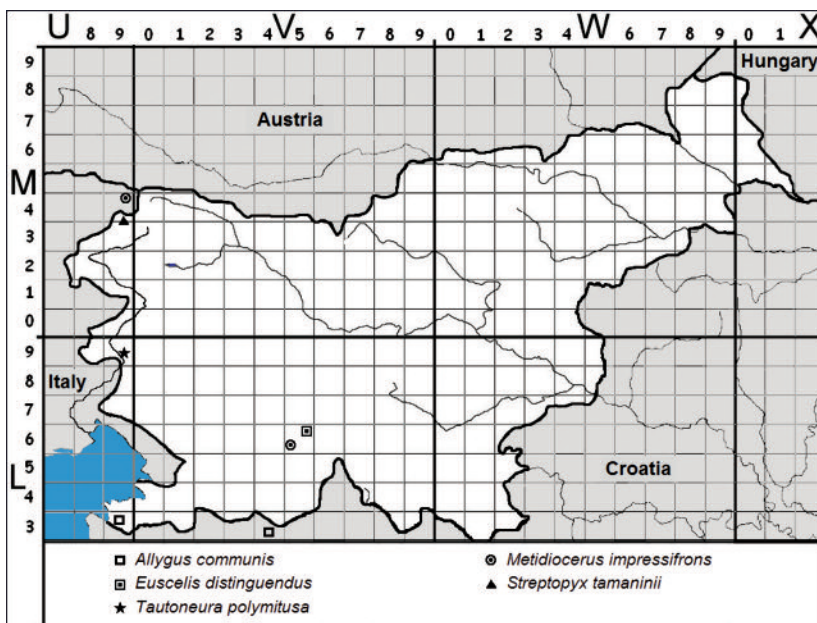 U 8 9 0 1 2 3 4 V 5 6 7 8 9 0 1 2 3 4 W 5 6 7 8 9 0 1 X
9 Hungary
8
7 Austria
6
M
4
3
2
1
0
9
8 Italy
7
6
5
L Croatia
4
3
Allygus communis Metidiocerus impressifrons
Euscelis distinguendus Streptopyx tamaninii
Tautoneura polymitusa